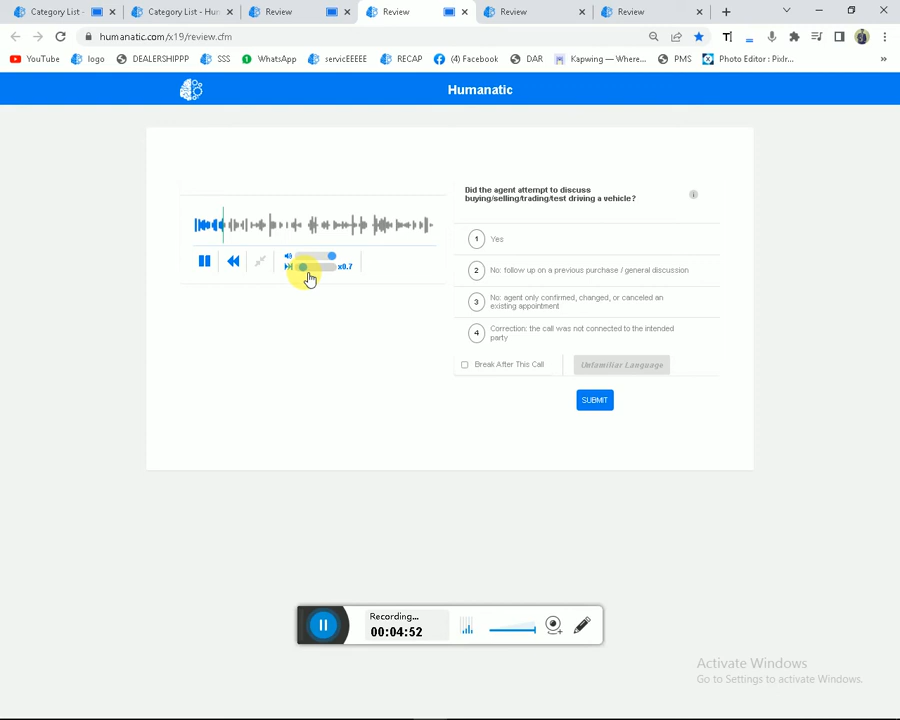 Category List -
Category List - Hum
Review
Review
Review
Review
humanatic.com/x19/review.cfm
YouTube
logo
DEALERSHIPPP
SSS
WhatsApp
servicEEEEE
RECAP
(4) Facebook
DAR
Kapwing — Where...
PMS
Photo Editor : Pixlr...
»
Humanatic
Did the agent attempt to discuss
buying/selling/trading/test driving a vehicle?
i
1 Yes
2 No: follow up on a previous purchase / general discussion
3 No: agent only confirmed, changed, or canceled an
existing appointment
4 Correction: the call was not connected to the intended
party
x0.7
Break After This Call
Unfamiliar Language
SUBMIT
Recording...
00:04:52
Activate Windows
Go to Settings to activate Windows.